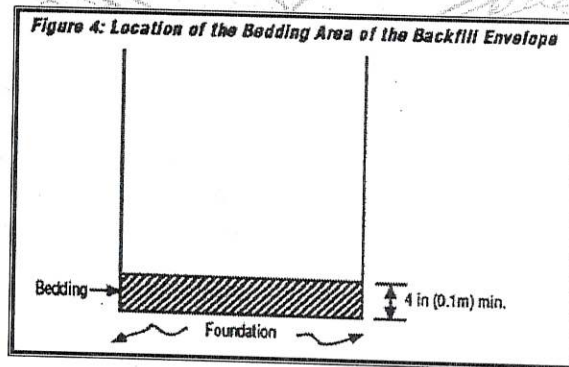 Figure 4: Location of the Bedding Area of the Backfill Envelope
Bedding
4 in (0.1m) min.
Foundation